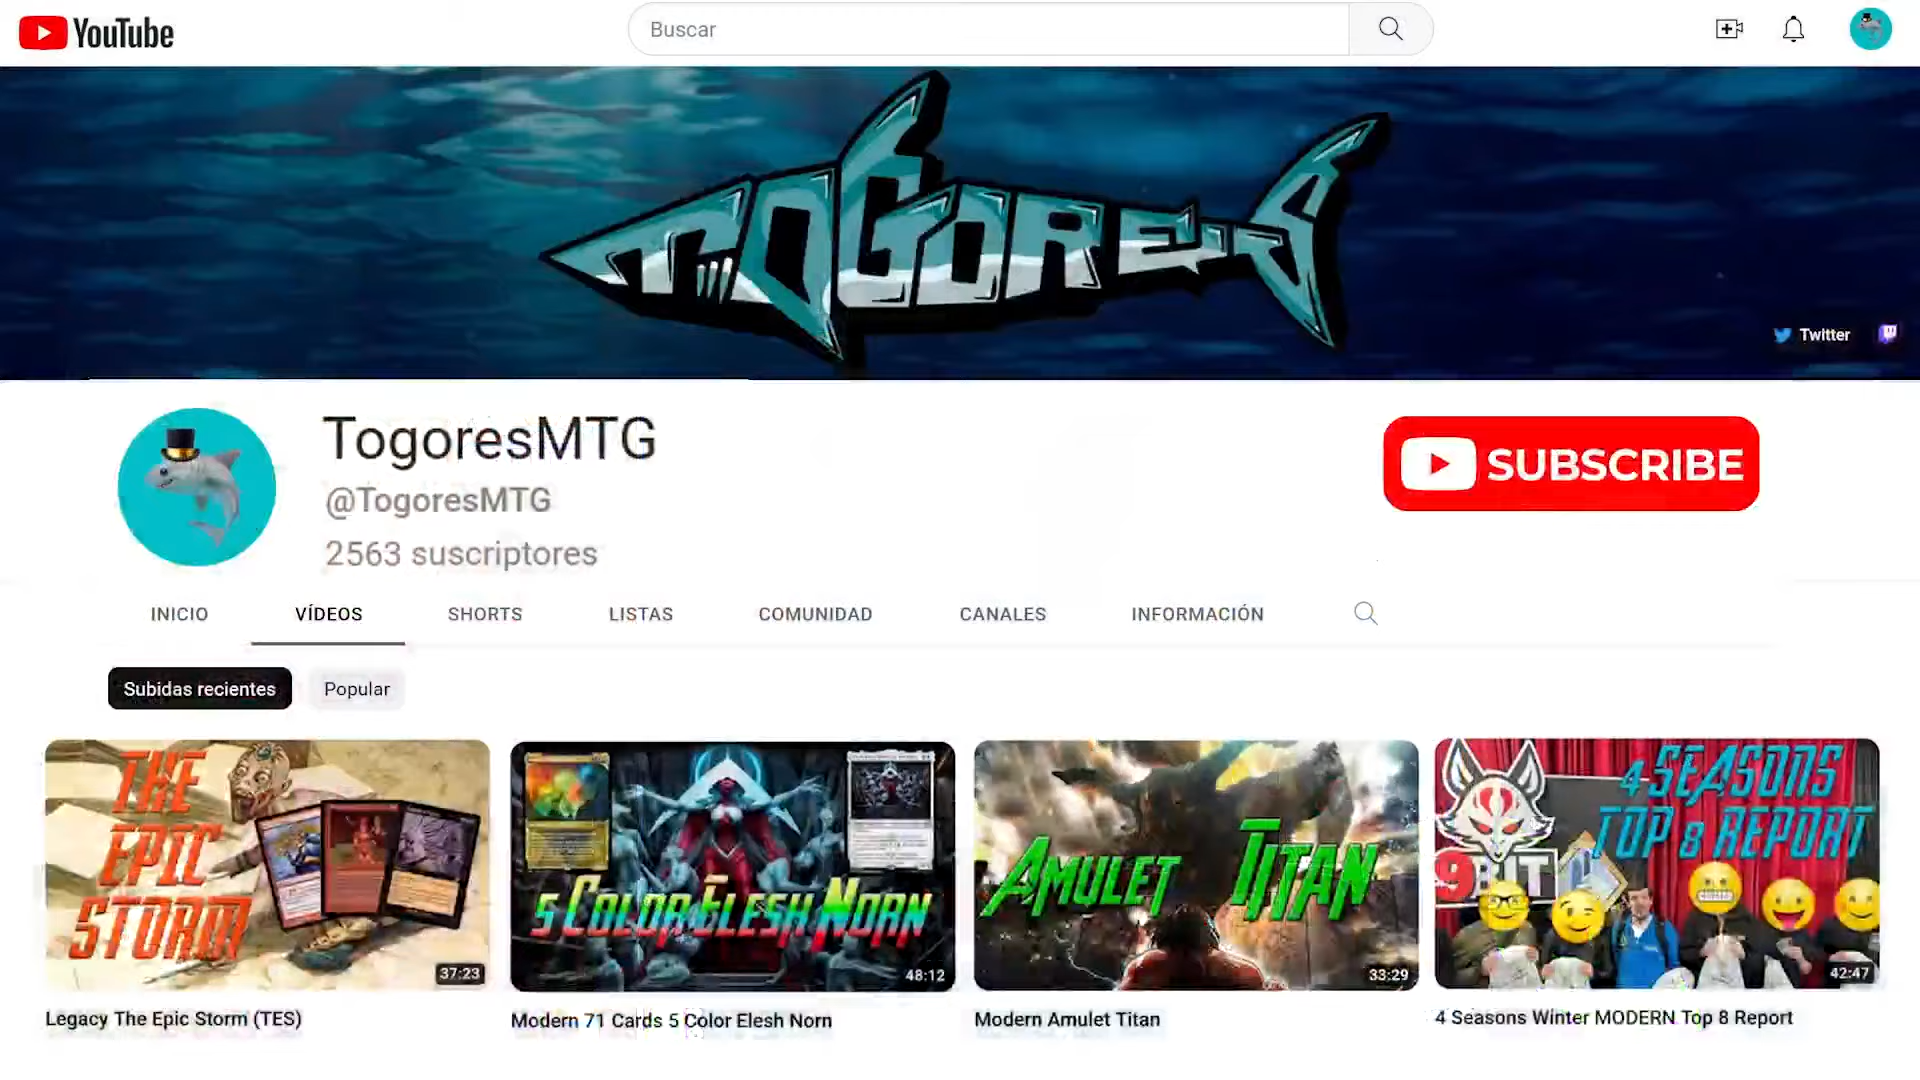 YouTube
Buscar
TOGORES
Twitter
TogoresMTG
@TogoresMTG
2563 suscriptores
SUBSCRIBE
INICIO
VÍDEOS
SHORTS
LISTAS
COMUNIDAD
CANALES
INFORMACIÓN
Subidas recientes
Popular
THE
EPIC
STORM
37:23
5 COLOR ELESH NORN
48:12
AMULET TITAN
33:29
4 SEASONS
TOP 8 REPORT
9BIT
42:47
Legacy The Epic Storm (TES)
Modern 71 Cards 5 Color Elesh Norn
Modern Amulet Titan
4 Seasons Winter MODERN Top 8 Report